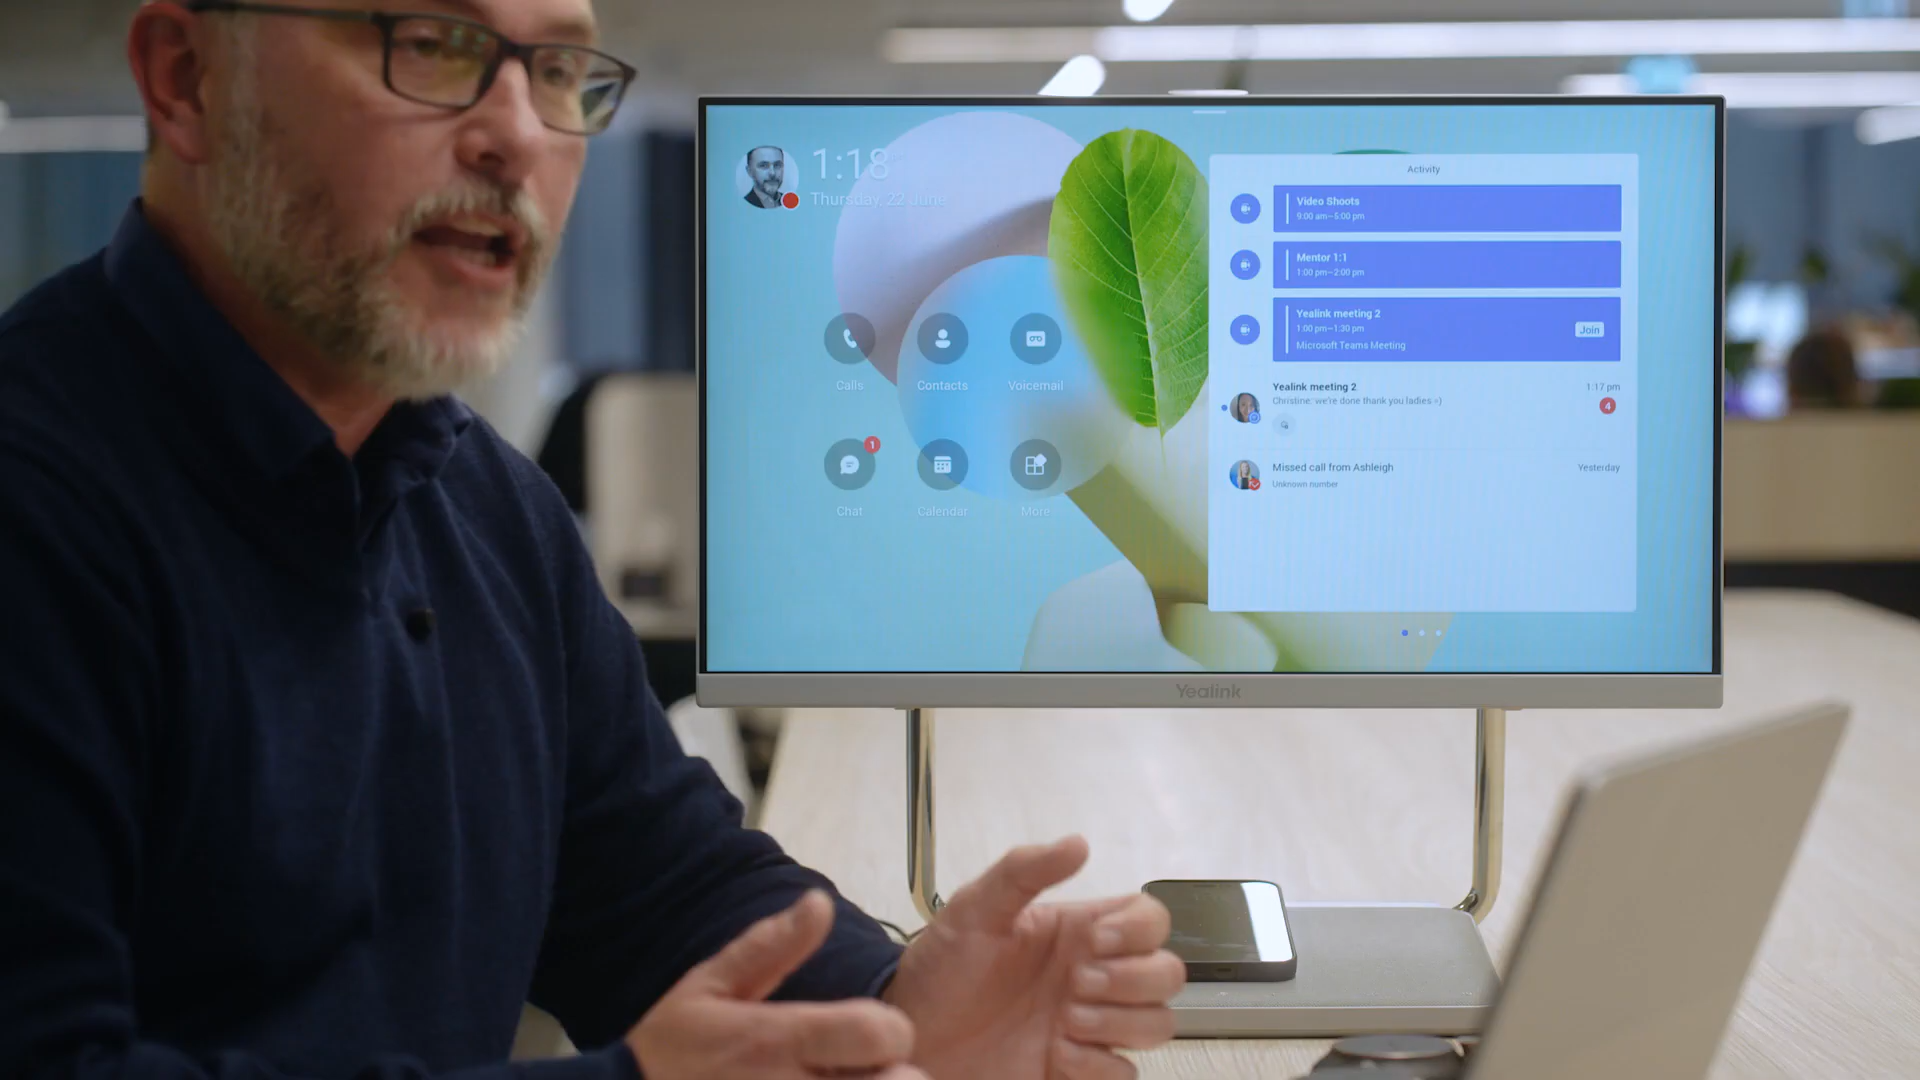 1:18
Thursday, 22 June
Calls
Contacts
Voicemail
1
Chat
Calendar
More
Activity
Video Shoots
9:00 am–5:00 pm
Mentor 1:1
1:00 pm–2:00 pm
Yealink meeting 2
1:00 pm–1:30 pm
Microsoft Teams Meeting
Join
Yealink meeting 2
1:17 pm
Christine: we're done thank you ladies =)
4
Missed call from Ashleigh
Yesterday
Unknown number
Yealink